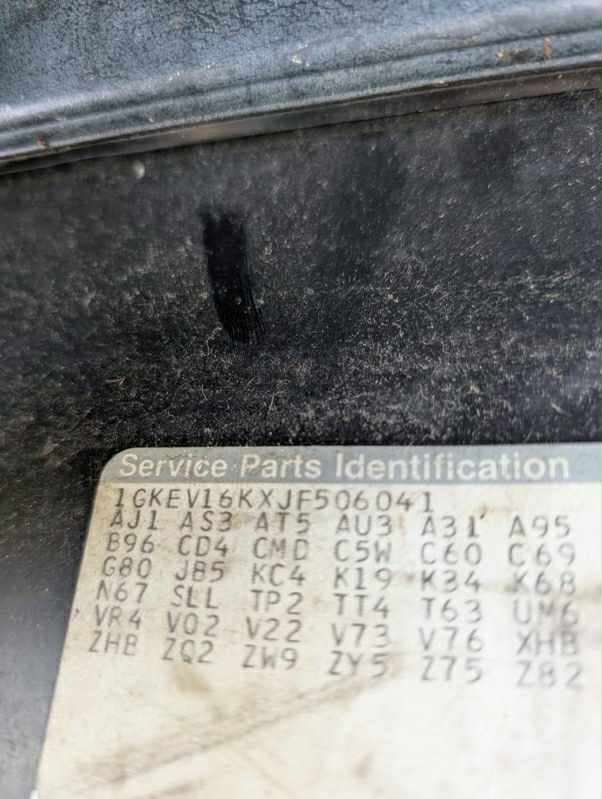 Service Parts Identification
1GKEV16KXJF506041
AJ1 AS3 AT5 AU3 A31 A95
B96 CD4 CMD C5W C60 C69
G80 JB5 KC4 K19 K34 K68
N67 SLL TP2 TT4 T63 UM6
VR4 V02 V22 V73 V76 XHB
ZHB ZQ2 ZW9 ZY5 Z75 Z82